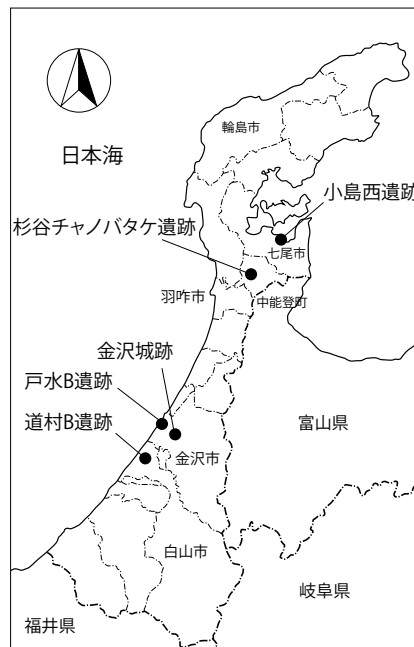 輪島市
日本海
小島西遺跡
杉谷チャノバタケ遺跡
七尾市
羽咋市
中能登町
金沢城跡
戸水B遺跡
道村B遺跡
富山県
金沢市
白山市
岐阜県
福井県